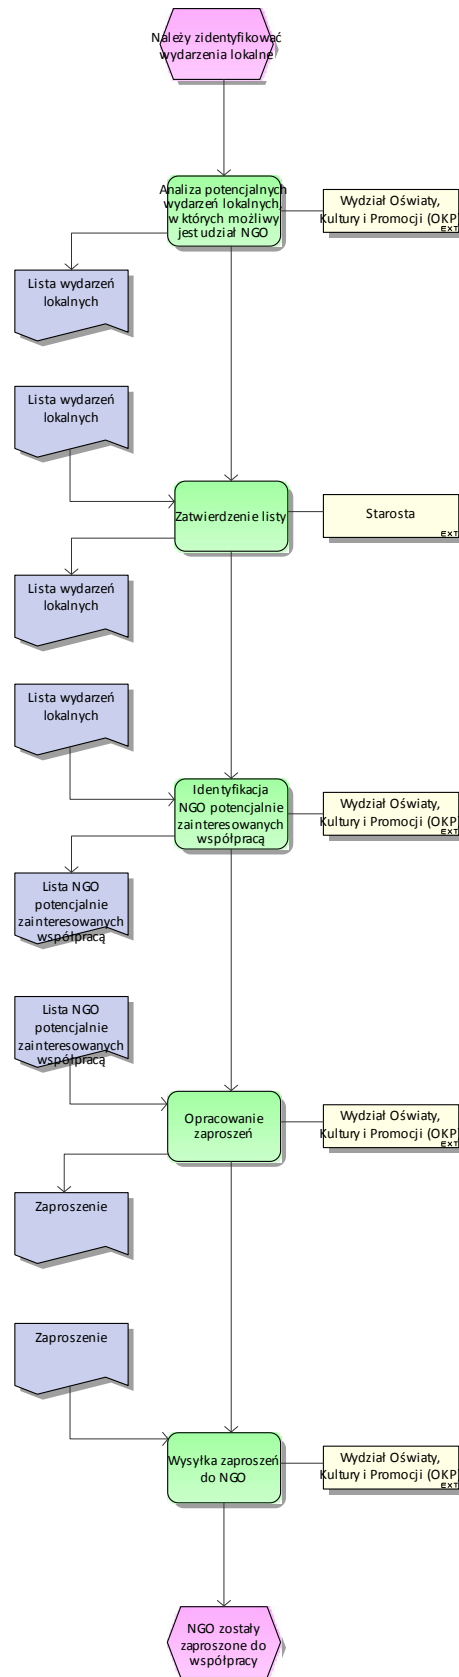 Należy zidentyfikować
wydarzenia lokalne
Analiza potencjalnych
wydarzeń lokalnych,
w których możliwy
jest udział NGO
Wydział Oświaty,
Kultury i Promocji (OKP)
EXT
Lista wydarzeń
lokalnych
Lista wydarzeń
lokalnych
Zatwierdzenie listy
Starosta
EXT
Lista wydarzeń
lokalnych
Lista wydarzeń
lokalnych
Identyfikacja
NGO potencjalnie
zainteresowanych
współpracą
Wydział Oświaty,
Kultury i Promocji (OKP)
EXT
Lista NGO
potencjalnie
zainteresowanych
współpracą
Lista NGO
potencjalnie
zainteresowanych
współpracą
Opracowanie
zaproszeń
Wydział Oświaty,
Kultury i Promocji (OKP)
EXT
Zaproszenie
Zaproszenie
Wysyłka zaproszeń
do NGO
Wydział Oświaty,
Kultury i Promocji (OKP)
EXT
NGO zostały
zaproszone do
współpracy